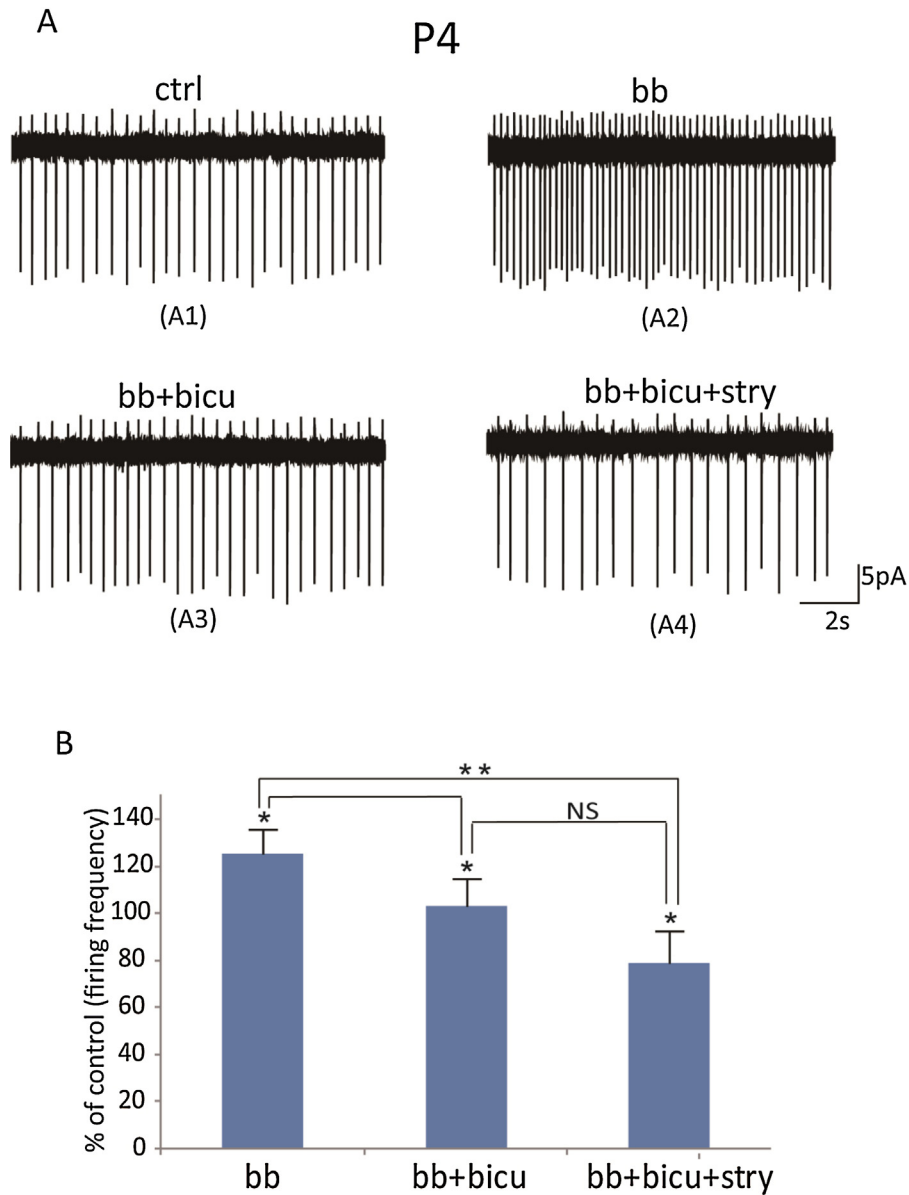 A
P4
ctrl
bb
(A1)
(A2)
bb+bicu
bb+bicu+stry
5pA
2s
(A3)
(A4)
B
% of control (firing frequency)
**
NS
*
*
*
140
120
100
80
60
40
20
0
bb
bb+bicu
bb+bicu+stry